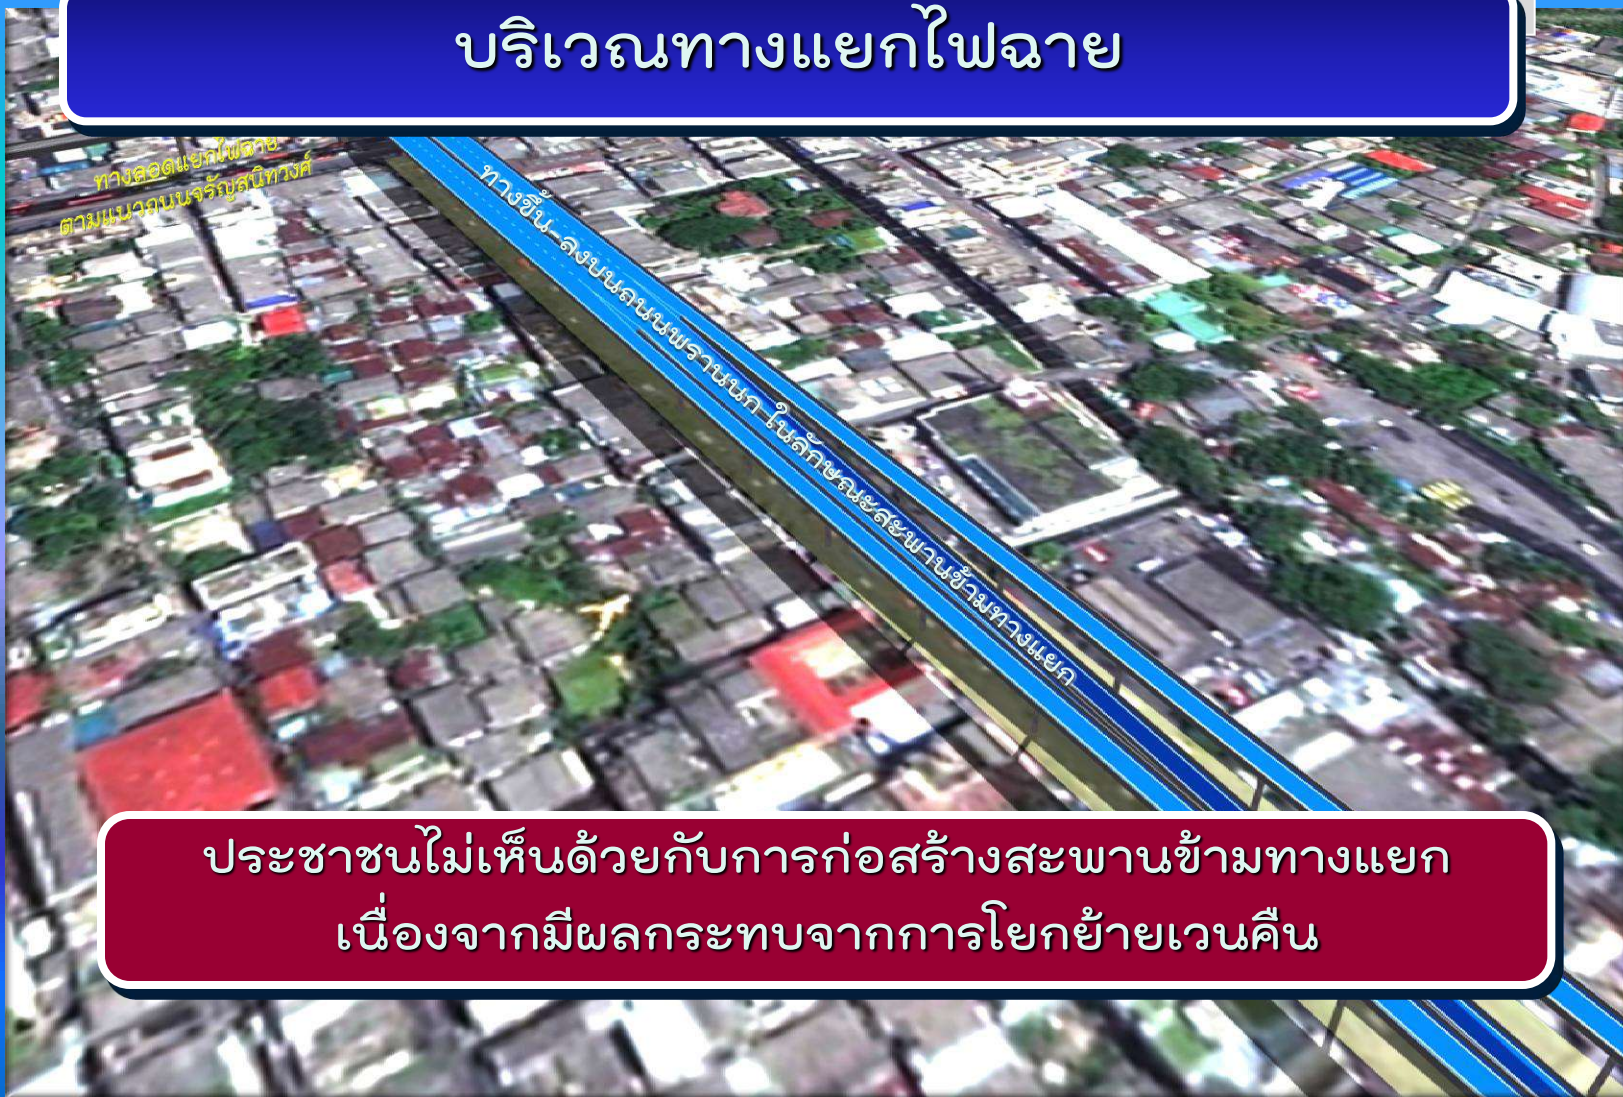 บริเวณทางแยกไฟฉาย
ทางลอดแยกไฟฉาย
ตามแนวถนนจรัญสนิทวงศ์
ทางขึ้น-ลงบนถนนพรานนก ในลักษณะสะพานข้ามทางแยก
ประชาชนไม่เห็นด้วยกับการก่อสร้างสะพานข้ามทางแยก
เนื่องจากมีผลกระทบจากการโยกย้ายเวนคืน